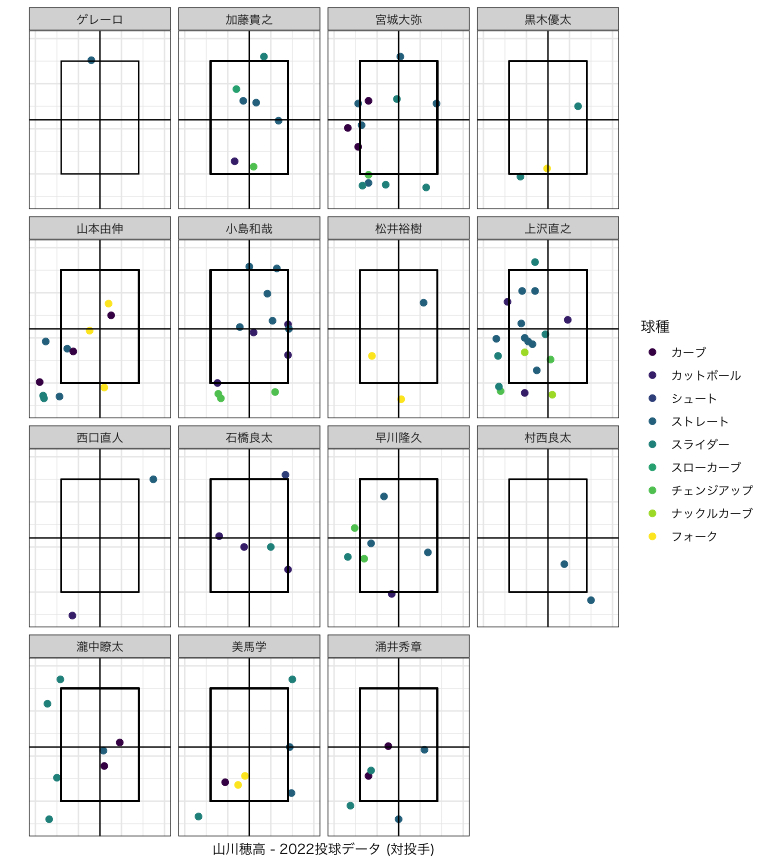 ゲレーロ
加藤貴之
宮城大弥
黒木優太
山本由伸
小島和哉
松井裕樹
上沢直之
西口直人
石橋良太
早川隆久
村西良太
瀧中瞭太
美馬学
涌井秀章
球種
カーブ
カットボール
シュート
ストレート
スライダー
スローカーブ
チェンジアップ
ナックルカーブ
フォーク
山川穂高 - 2022投球データ (対投手)